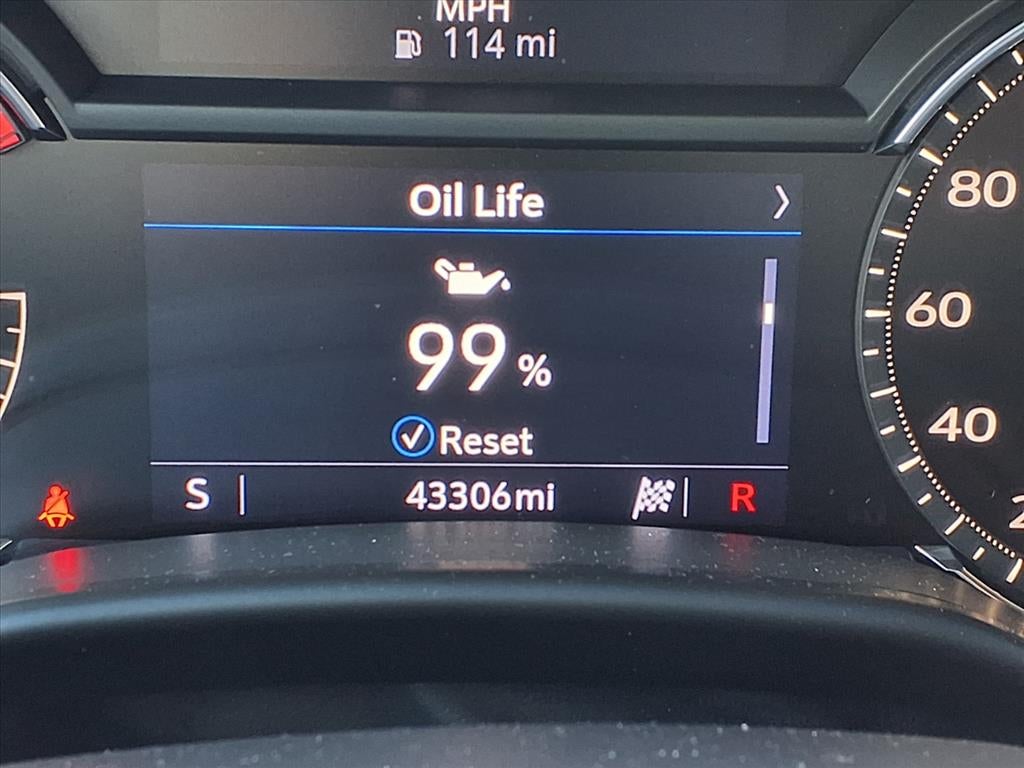 MPH
114 mi
Oil Life
99 %
Reset
S 43306mi R
80
60
40